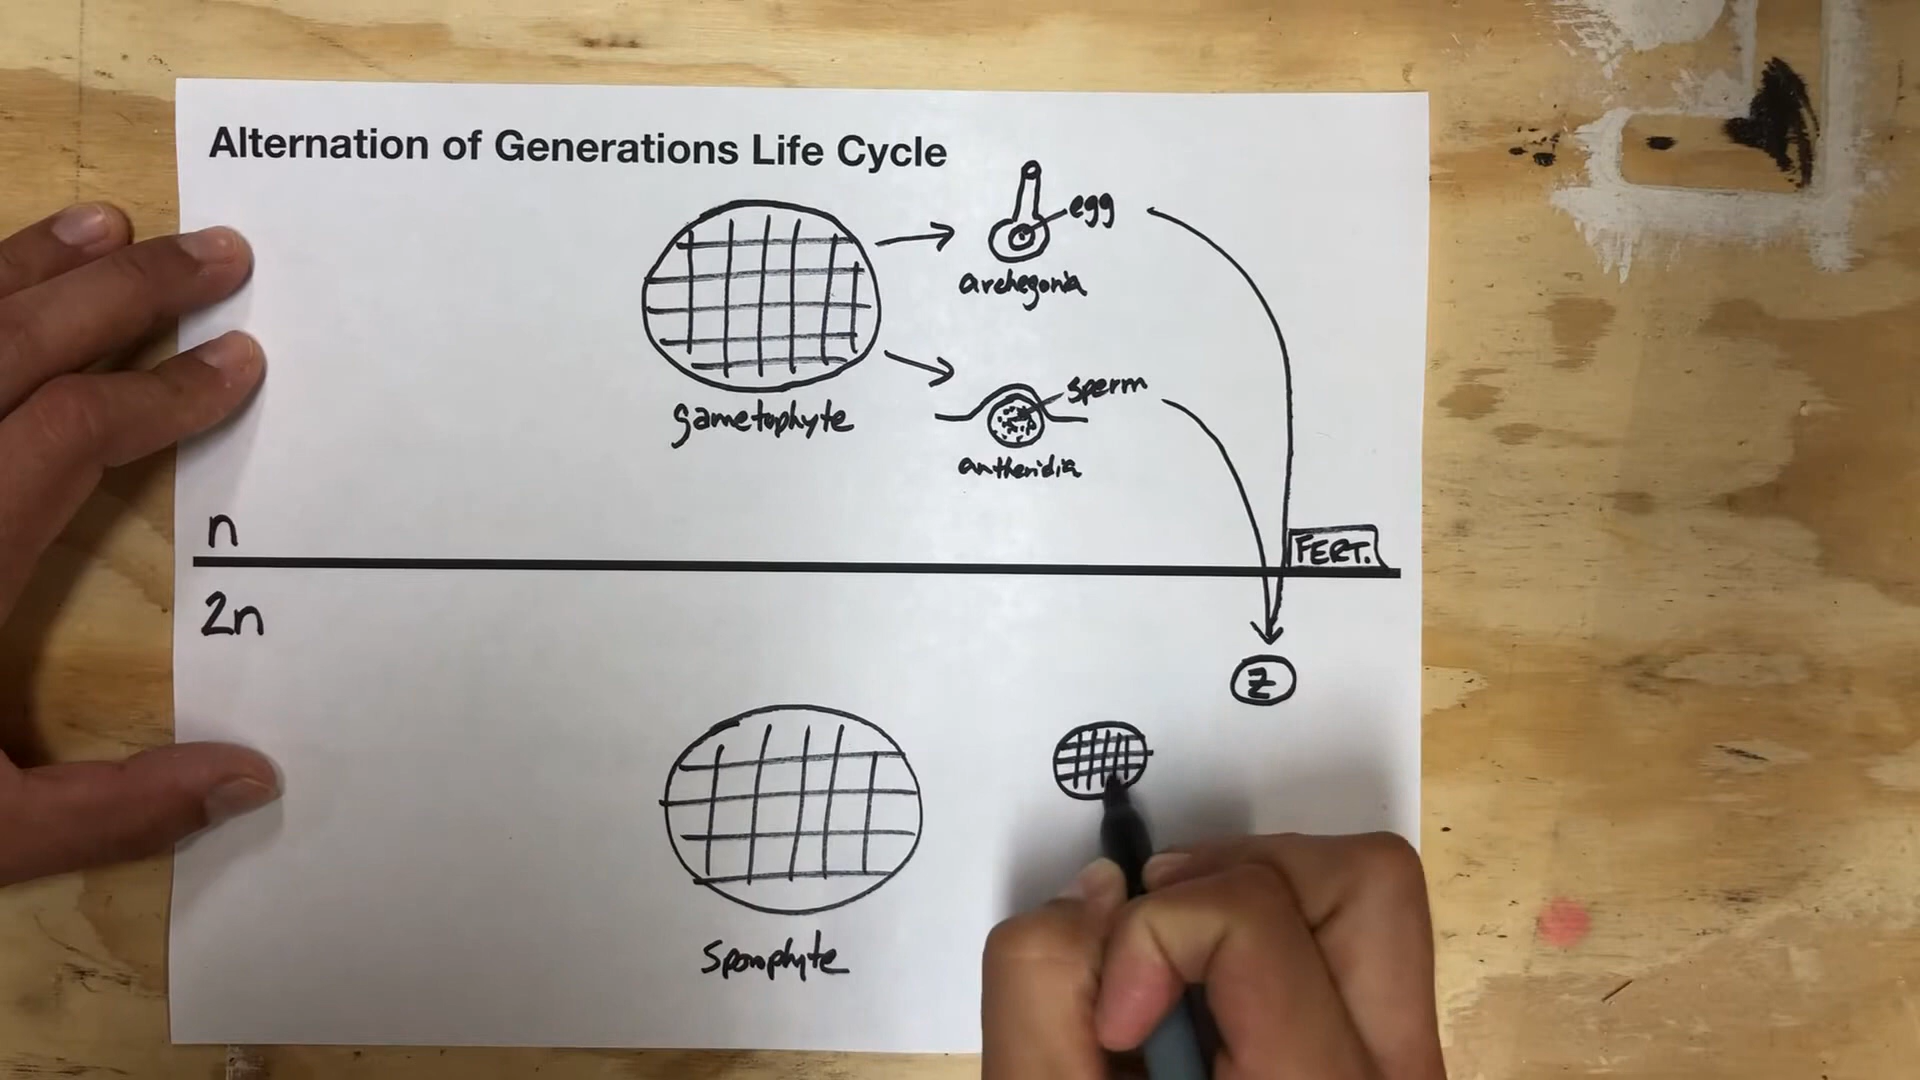 Alternation of Generations Life Cycle
egg
archegonia
sperm
gametophyte
antheridia
n
FERT.
2n
Z
Sporophyte